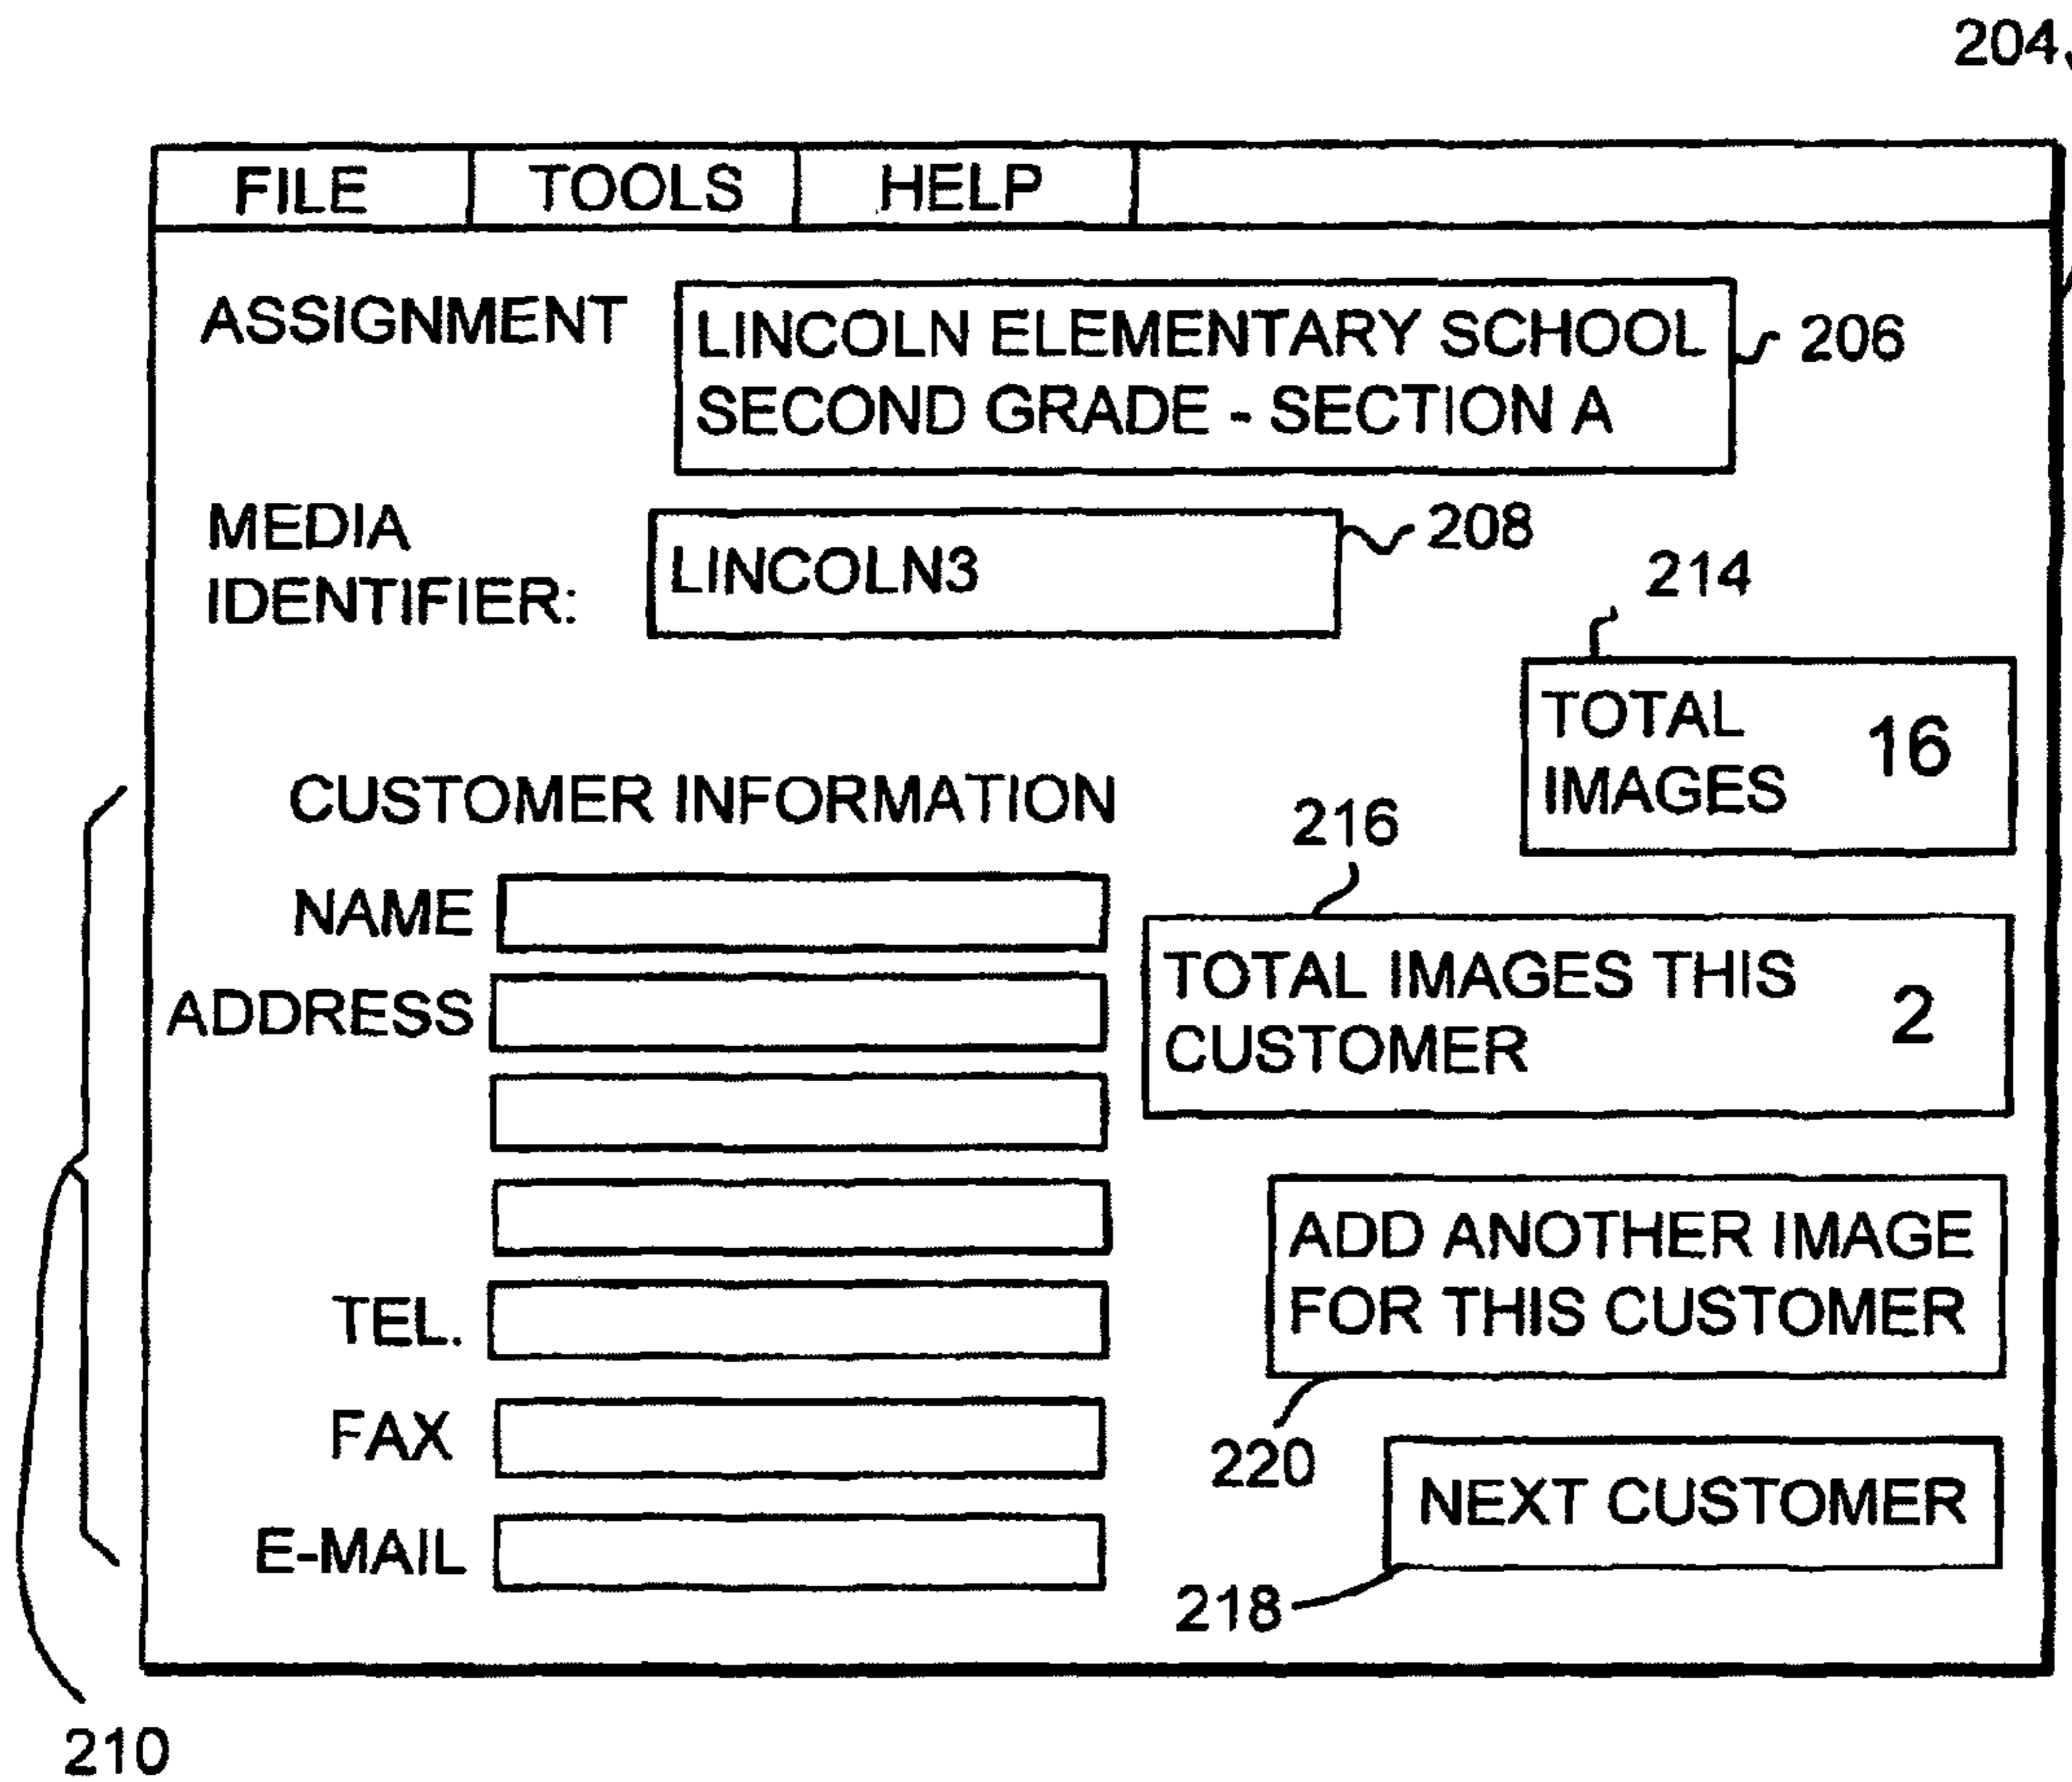 204
FILE TOOLS HELP
ASSIGNMENT
LINCOLN ELEMENTARY SCHOOL
SECOND GRADE - SECTION A
206
MEDIA
IDENTIFIER:
LINCOLN3
208
214
TOTAL
IMAGES
16
CUSTOMER INFORMATION
216
NAME
TOTAL IMAGES THIS
CUSTOMER
2
ADDRESS
ADD ANOTHER IMAGE
FOR THIS CUSTOMER
TEL.
220
FAX
NEXT CUSTOMER
E-MAIL
218
210